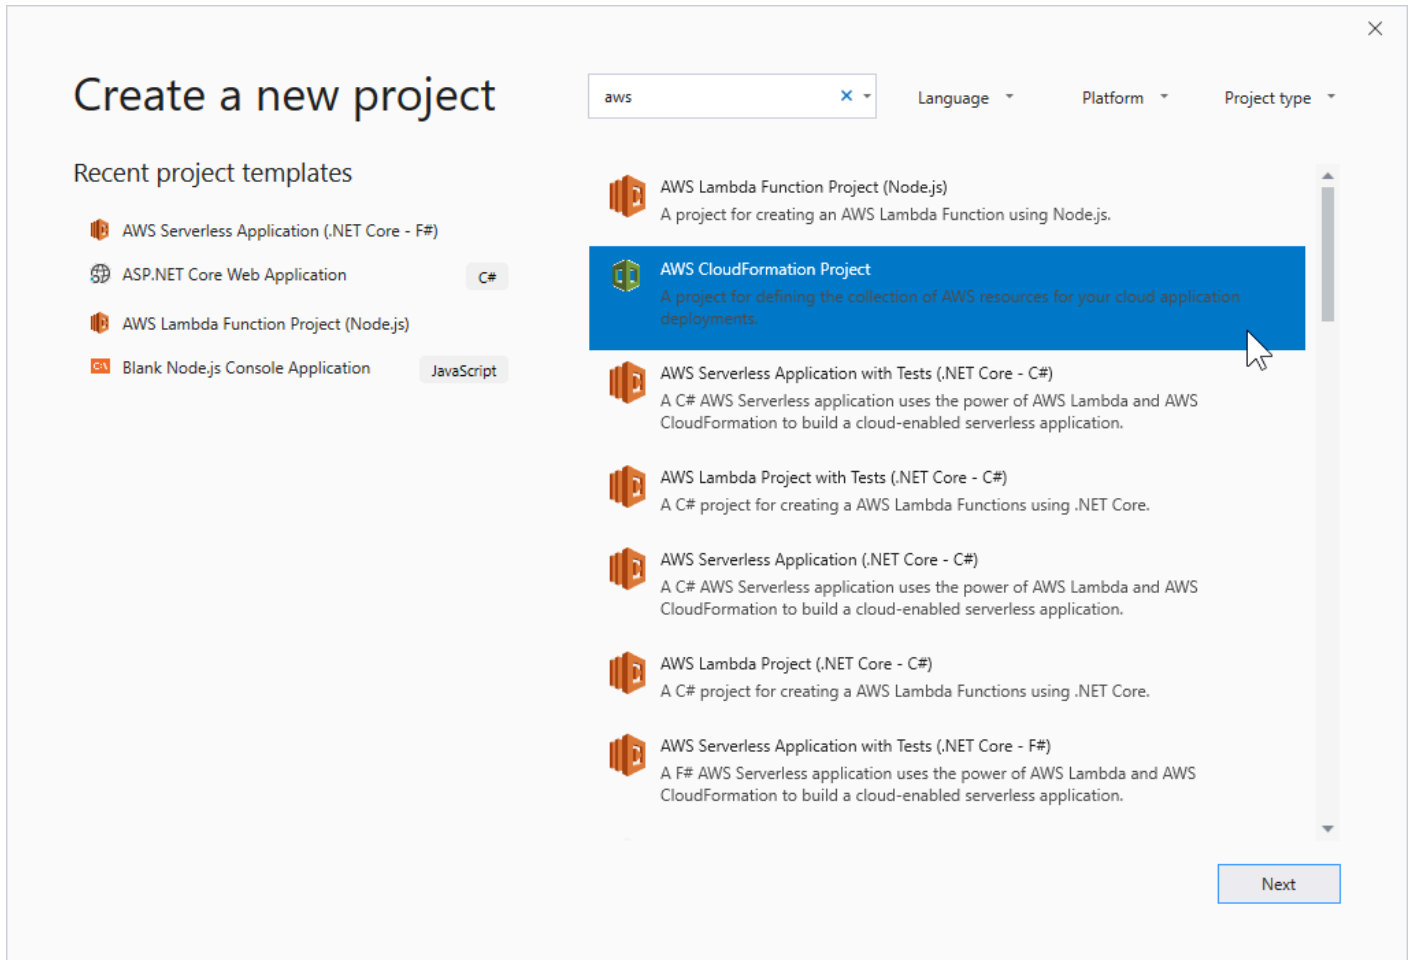 Create a new project
aws
Language
Platform
Project type
Recent project templates
AWS Serverless Application (.NET Core - F#)
ASP.NET Core Web Application
C#
AWS Lambda Function Project (Node.js)
Blank Node.js Console Application
JavaScript
AWS Lambda Function Project (Node.js)
A project for creating an AWS Lambda Function using Node.js.
AWS CloudFormation Project
A project for defining the collection of AWS resources for your cloud application
deployments.
AWS Serverless Application with Tests (.NET Core - C#)
A C# AWS Serverless application uses the power of AWS Lambda and AWS
CloudFormation to build a cloud-enabled serverless application.
AWS Lambda Project with Tests (.NET Core - C#)
A C# project for creating a AWS Lambda Functions using .NET Core.
AWS Serverless Application (.NET Core - C#)
A C# AWS Serverless application uses the power of AWS Lambda and AWS
CloudFormation to build a cloud-enabled serverless application.
AWS Lambda Project (.NET Core - C#)
A C# project for creating a AWS Lambda Functions using .NET Core.
AWS Serverless Application with Tests (.NET Core - F#)
A F# AWS Serverless application uses the power of AWS Lambda and AWS
CloudFormation to build a cloud-enabled serverless application.
Next